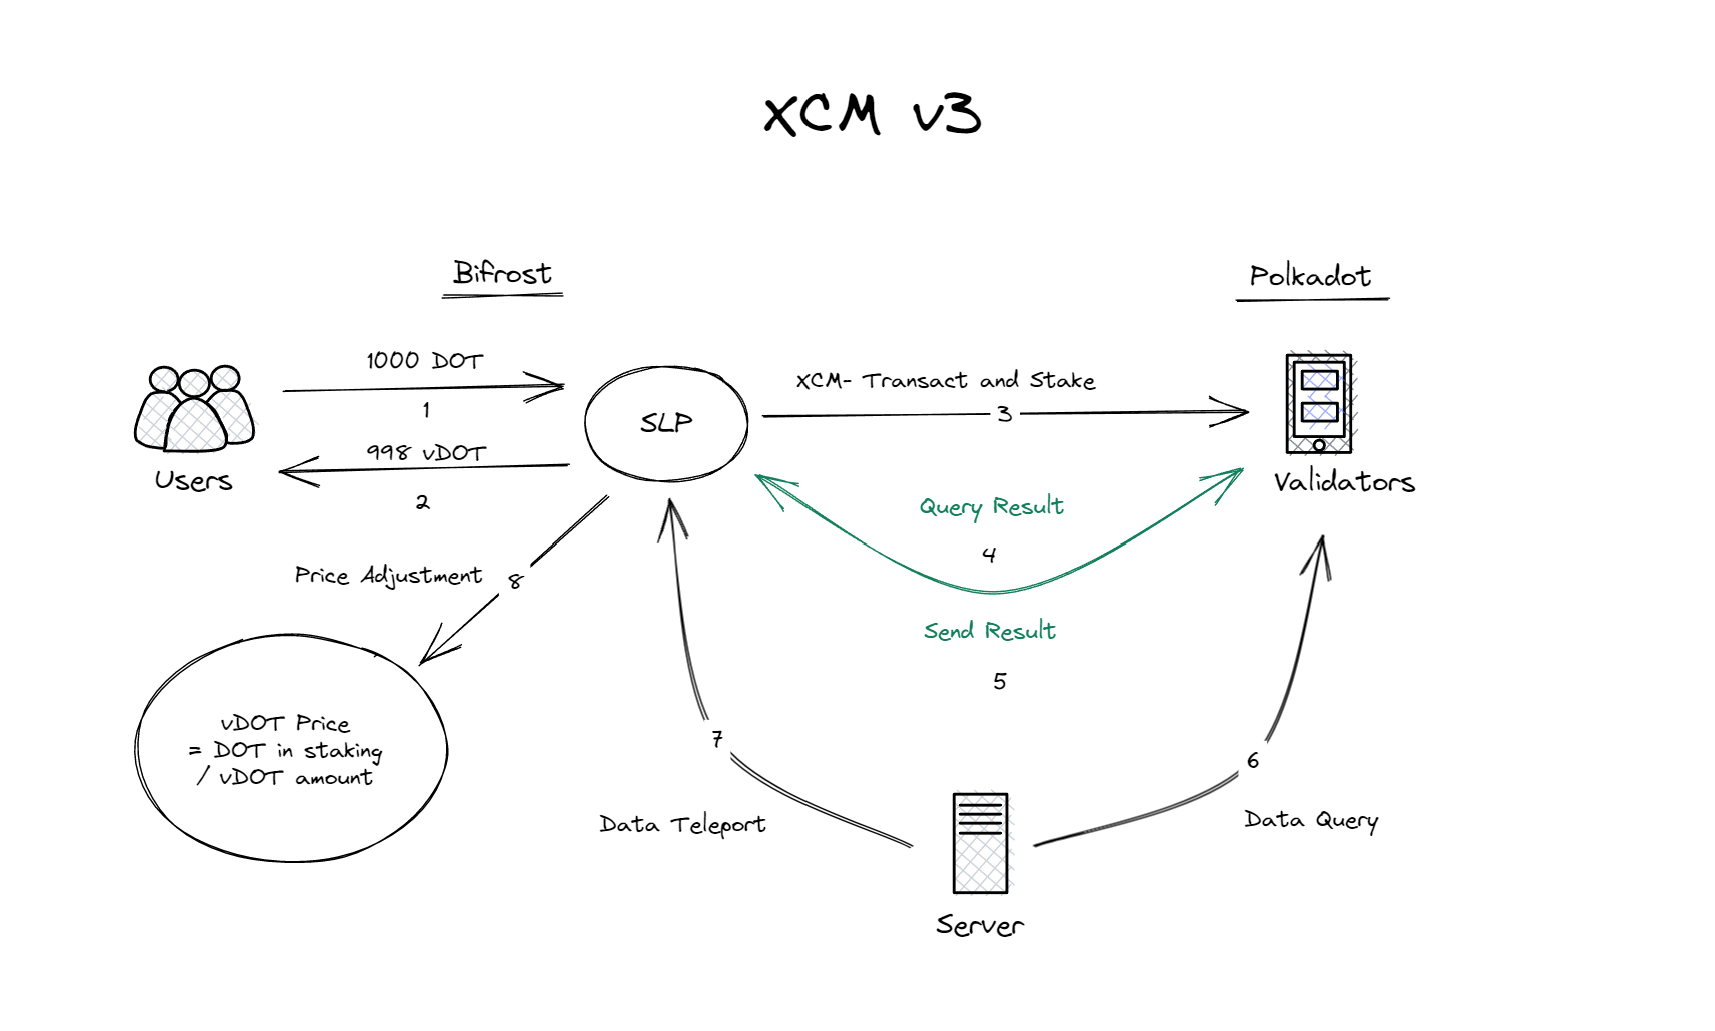 XCM v3
Bifrost
Polkadot
1000 DOT
1
998 vDOT
2
Users
SLP
XCM- Transact and Stake
3
Validators
Query Result
4
Send Result
5
Price Adjustment 8
vDOT Price
= DOT in staking
/ vDOT amount
7
Data Teleport
6
Data Query
Server